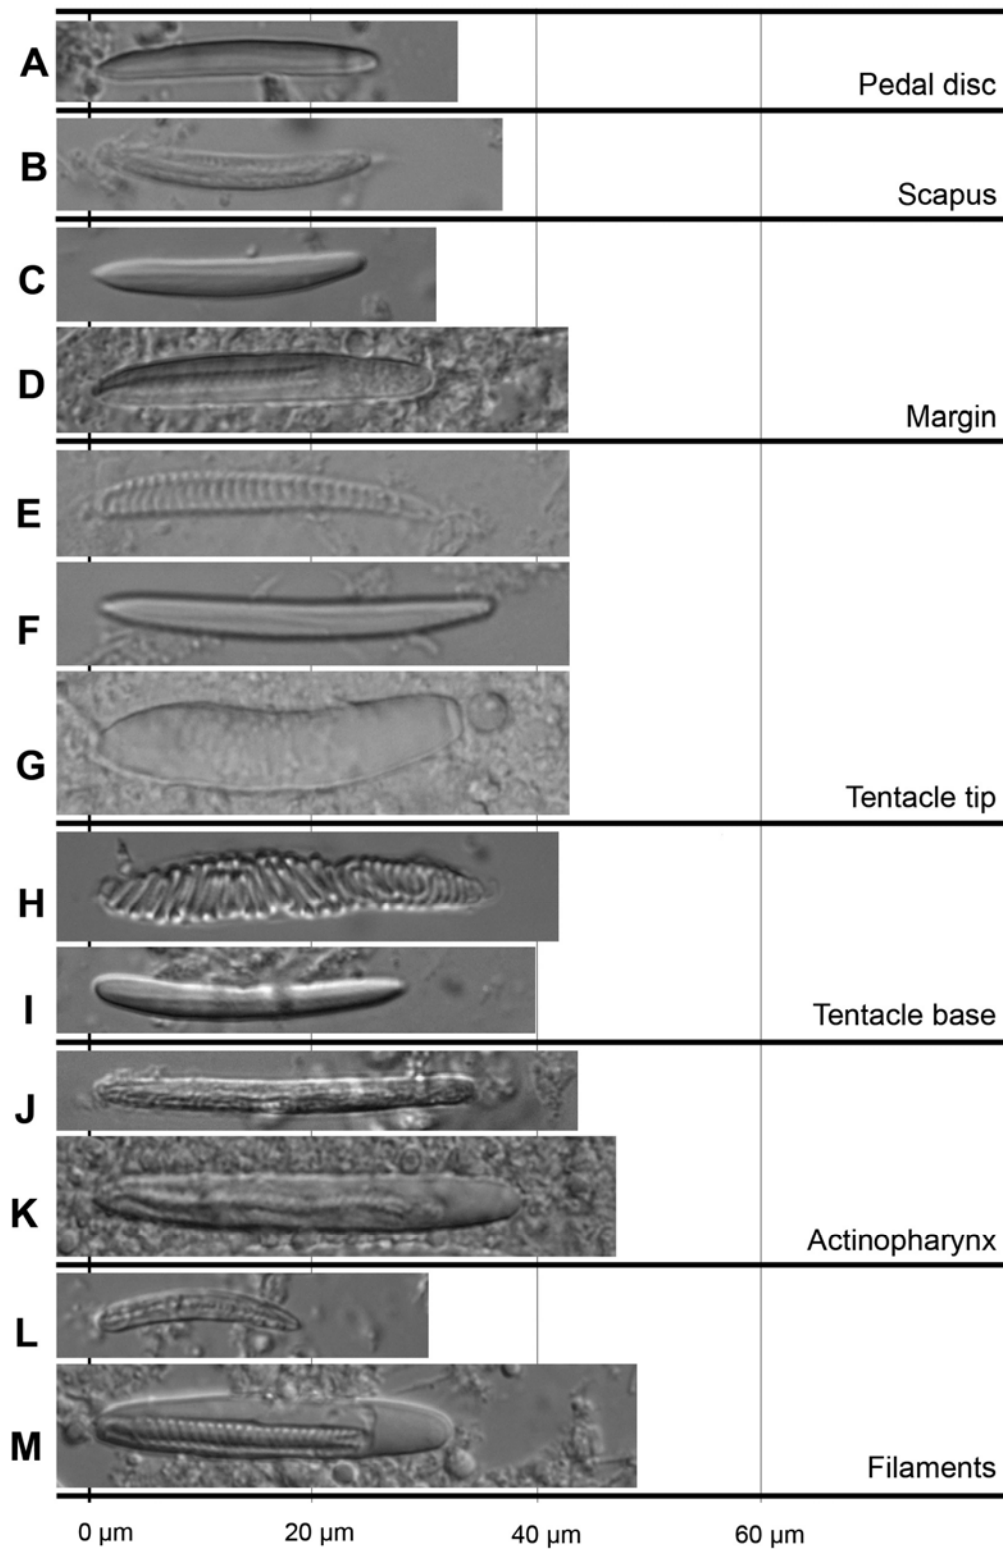 A
Pedal disc
B
Scapus
C
D
Margin
E
F
G
Tentacle tip
H
I
Tentacle base
J
K
Actinopharynx
L
M
Filaments
0 µm 20 µm 40 µm 60 µm